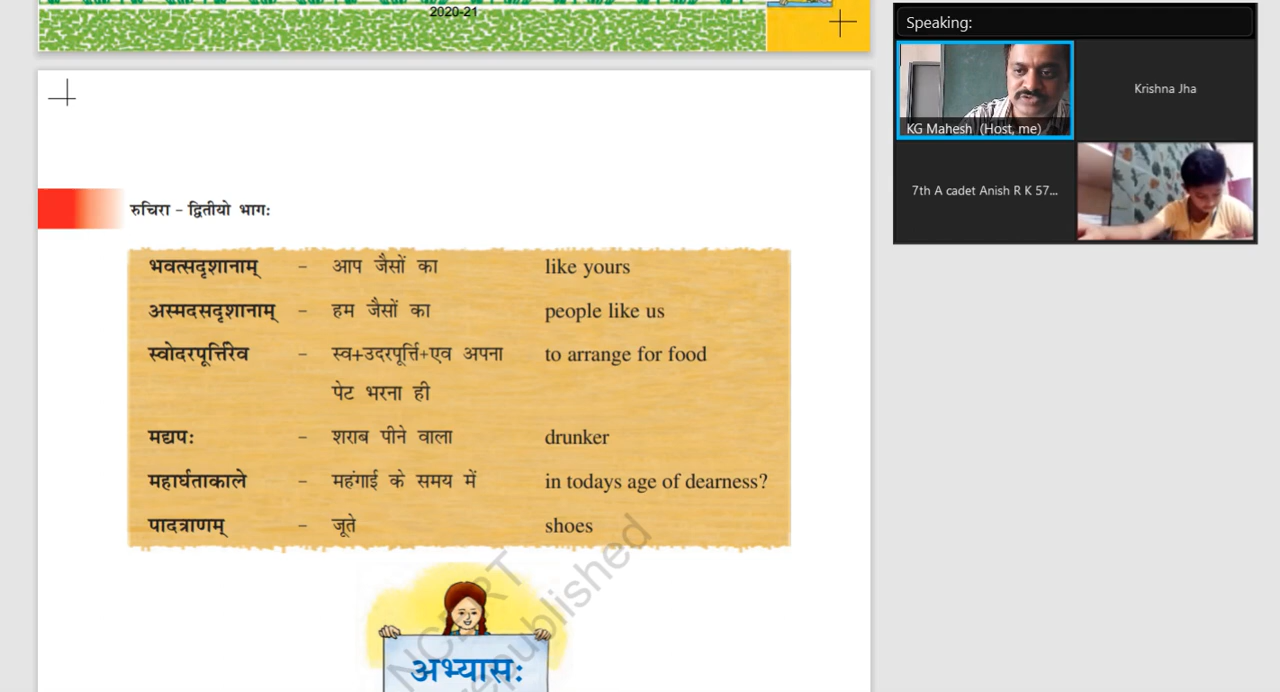 2020-21
रुचिरा – द्वितीयो भागः
भवत्सदृशानाम् – आप जैसों का like yours
अस्मदसदृशानाम् – हम जैसों का people like us
स्वोदरपूर्त्तिरेव – स्व+उदरपूर्त्ति+एव अपना to arrange for food
पेट भरना ही
मद्यपः – शराब पीने वाला drunker
महार्घताकाले – महंगाई के समय में in todays age of dearness?
पादत्राणम् – जूते shoes
अभ्यासः
republished
Speaking:
KG Mahesh (Host, me)
Krishna Jha
7th A cadet Anish R K 57...